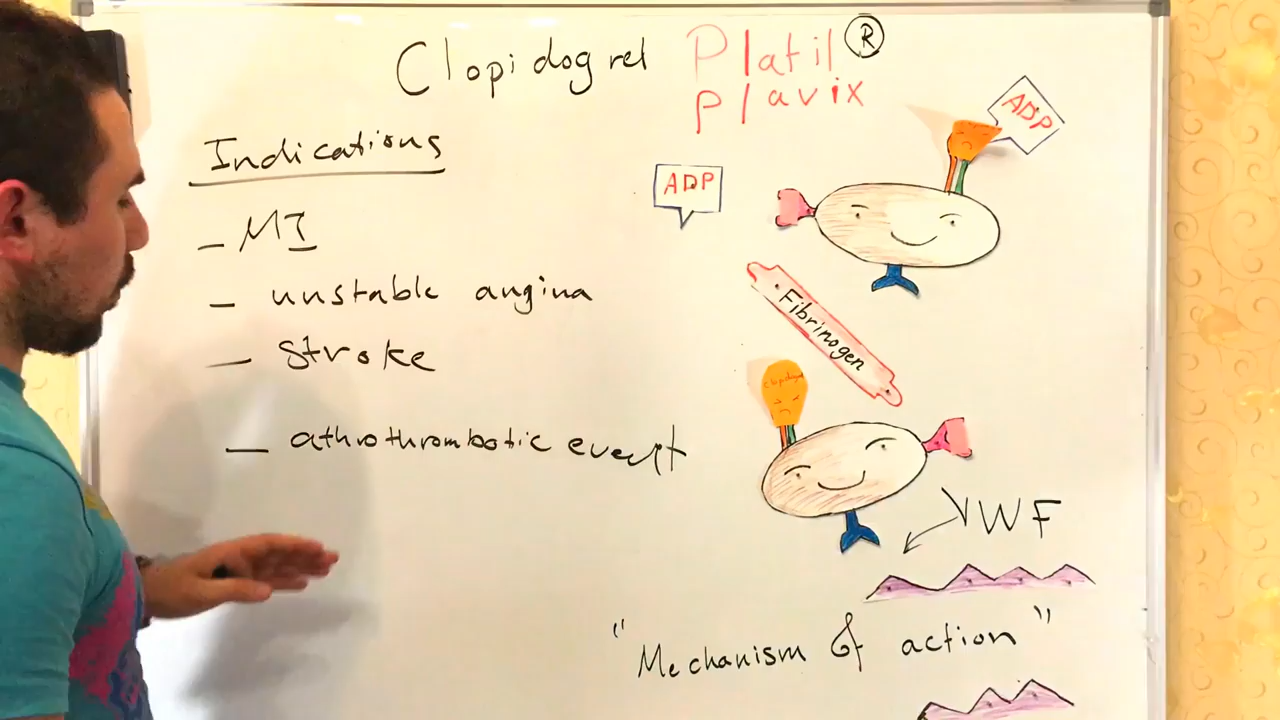 Clopidogrel Platil®
Plavix
Indications
- MI
- unstable angina
- stroke
- athrothrombotic event
ADP
ADP
Fibrinogen
clopidogrel
VWF
"Mechanism of action"